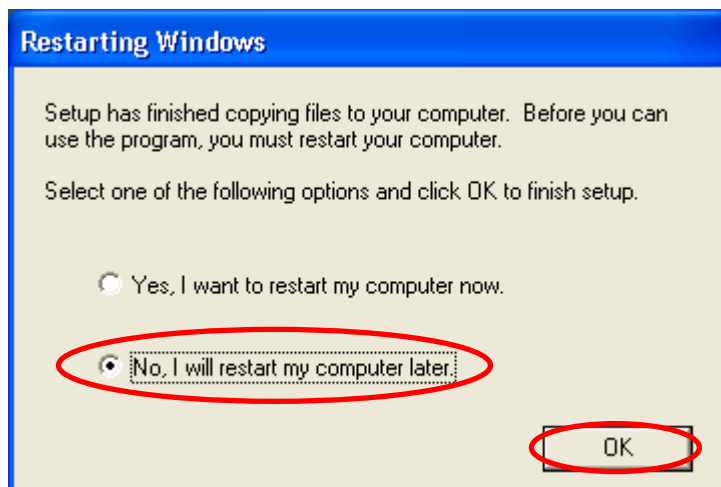 Restarting Windows
Setup has finished copying files to your computer.  Before you can
use the program, you must restart your computer.
Select one of the following options and click OK to finish setup.
Yes, I want to restart my computer now.
No, I will restart my computer later.
OK